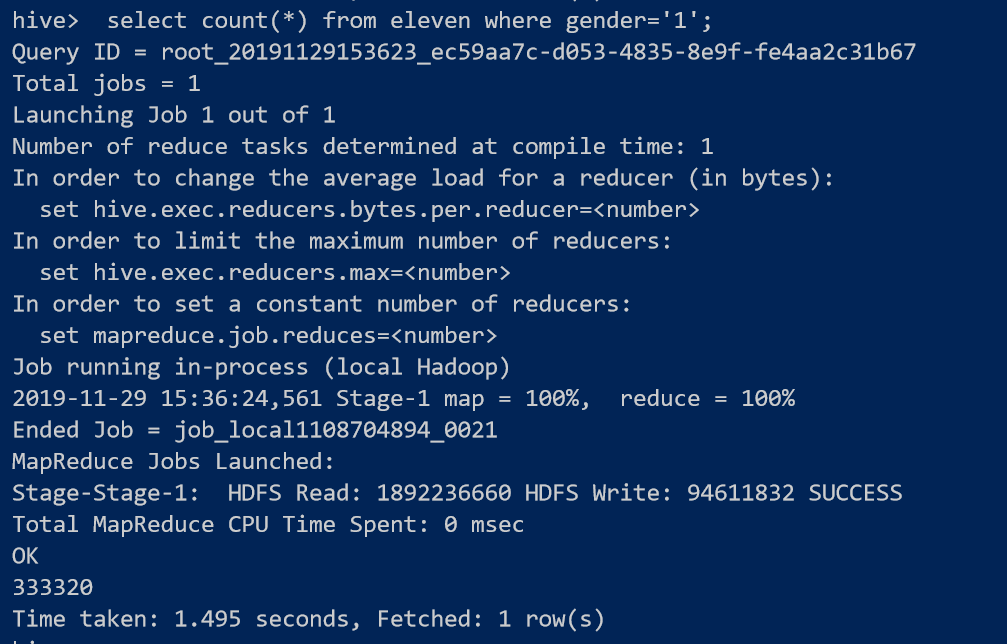 hive>  select count(*) from eleven where gender='1';
Query ID = root_20191129153623_ec59aa7c-d053-4835-8e9f-fe4aa2c31b67
Total jobs = 1
Launching Job 1 out of 1
Number of reduce tasks determined at compile time: 1
In order to change the average load for a reducer (in bytes):
  set hive.exec.reducers.bytes.per.reducer=<number>
In order to limit the maximum number of reducers:
  set hive.exec.reducers.max=<number>
In order to set a constant number of reducers:
  set mapreduce.job.reduces=<number>
Job running in-process (local Hadoop)
2019-11-29 15:36:24,561 Stage-1 map = 100%,  reduce = 100%
Ended Job = job_local1108704894_0021
MapReduce Jobs Launched:
Stage-Stage-1:  HDFS Read: 1892236660 HDFS Write: 94611832 SUCCESS
Total MapReduce CPU Time Spent: 0 msec
OK
333320
Time taken: 1.495 seconds, Fetched: 1 row(s)